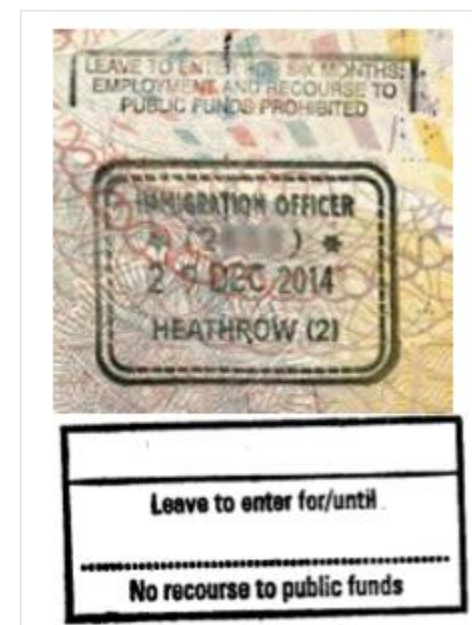 LEAVE TO ENTER FOR SIX MONTHS:
EMPLOYMENT AND RECOURSE TO
PUBLIC FUNDS PROHIBITED
IMMIGRATION OFFICER
* (2 ) *
29 DEC 2014
HEATHROW (2)
Leave to enter for/until
No recourse to public funds